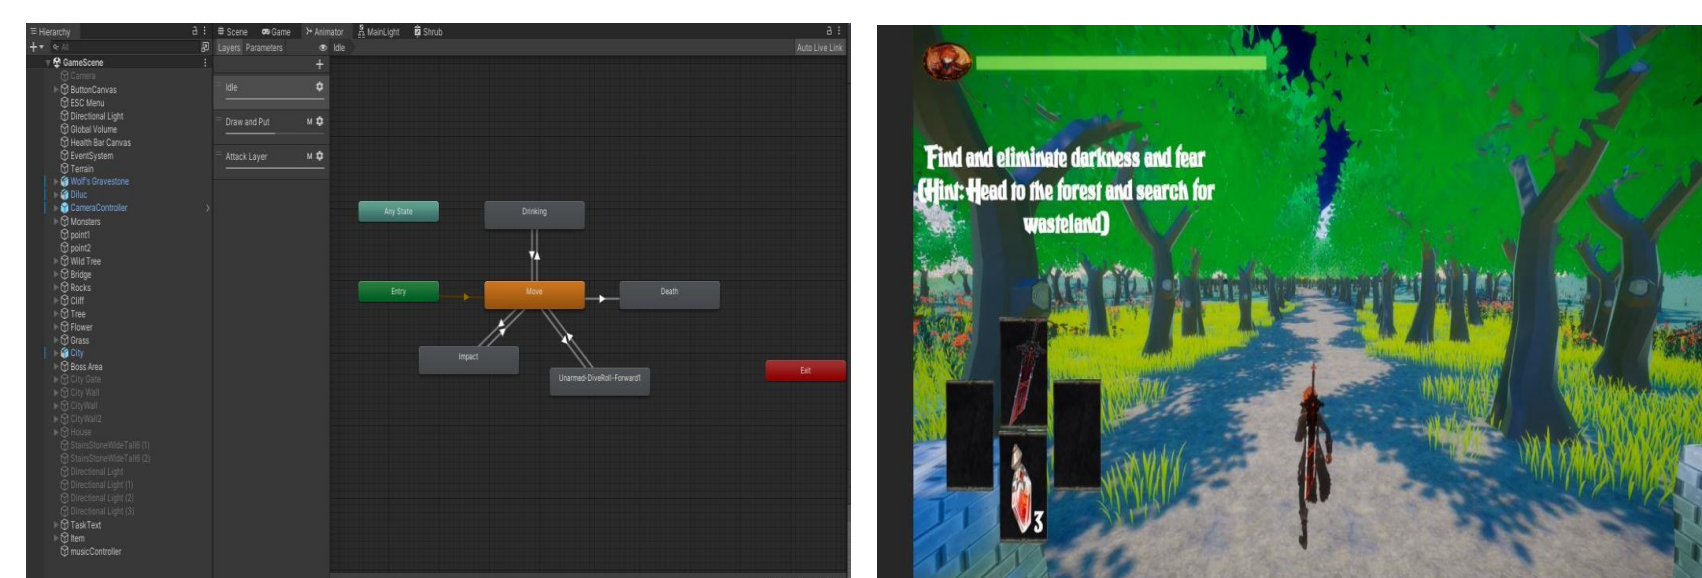 Hierarchy
All
GameScene
Camera
ButtonCanvas
ESC Menu
Directional Light
Global Volume
Health Bar Canvas
EventSystem
Terrain
Wolf's Gravestone
Diluc
CameraController
Monsters
point1
point2
Wild Tree
Bridge
Rocks
Cliff
Tree
Flower
Grass
City
Boss Area
City Gate
City Wall
CityWall
CityWall2
House
StairsStoneWideTall6 (1)
StairsStoneWideTall6 (2)
Directional Light
Directional Light (1)
Directional Light (2)
Directional Light (3)
TaskText
Item
musicController
Scene Game Animator MainLight Shrub
Layers Parameters Idle Auto Live Link
Idle
Draw and Put M
Attack Layer M
Any State
Drinking
Entry
Move
Death
Impact
Unarmed-DiveRoll-Forward1
Exit
Find and eliminate darkness and fear
(Hint: Head to the forest and search for
wasteland)
3